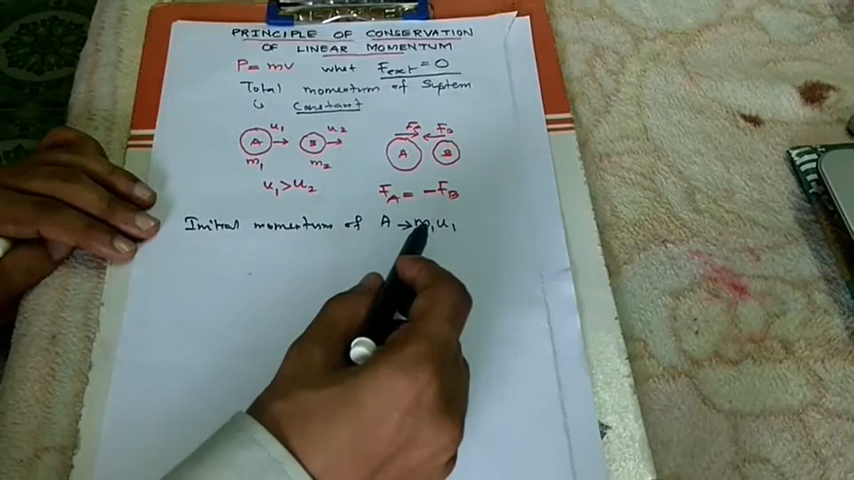 PRINCIPLE OF CONSERVATION
OF LINEAR MOMENTUM
P = mv when Fext = 0
Total momentum of System
is Constant
A u1 B u2
m1 m2
u1 > u2
FA FB
A B
FA = -FB
Initial momentum of A → m1u1